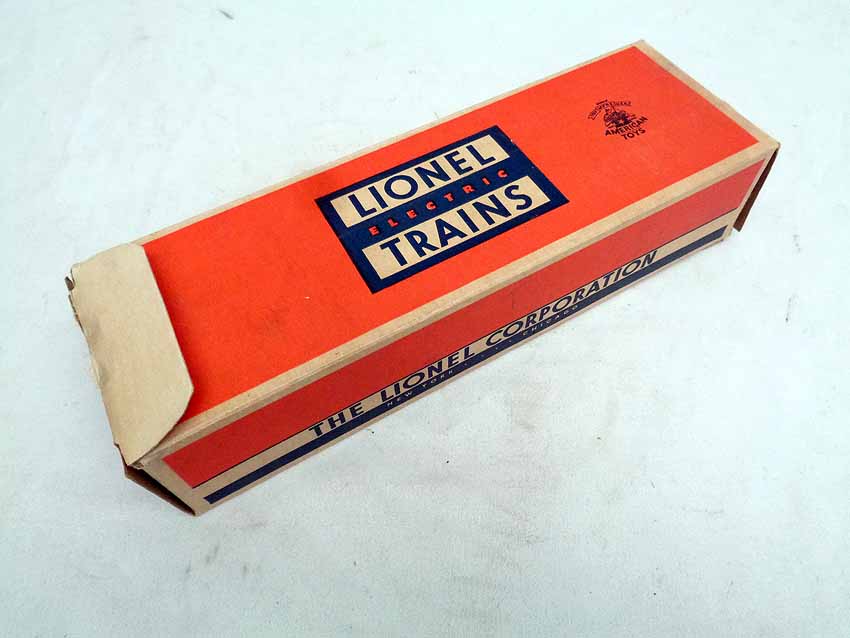 LIONEL
ELECTRIC
TRAINS
AMERICAN
TOYS
THE LIONEL CORPORATION
NEW YORK . . . . CHICAGO